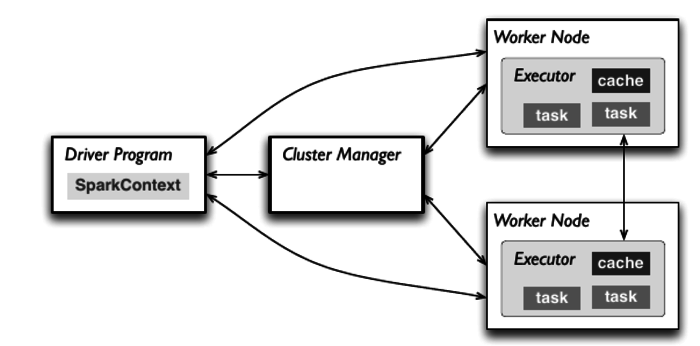 Driver Program
SparkContext
Cluster Manager
Worker Node
Executor
cache
task
task
Worker Node
Executor
cache
task
task